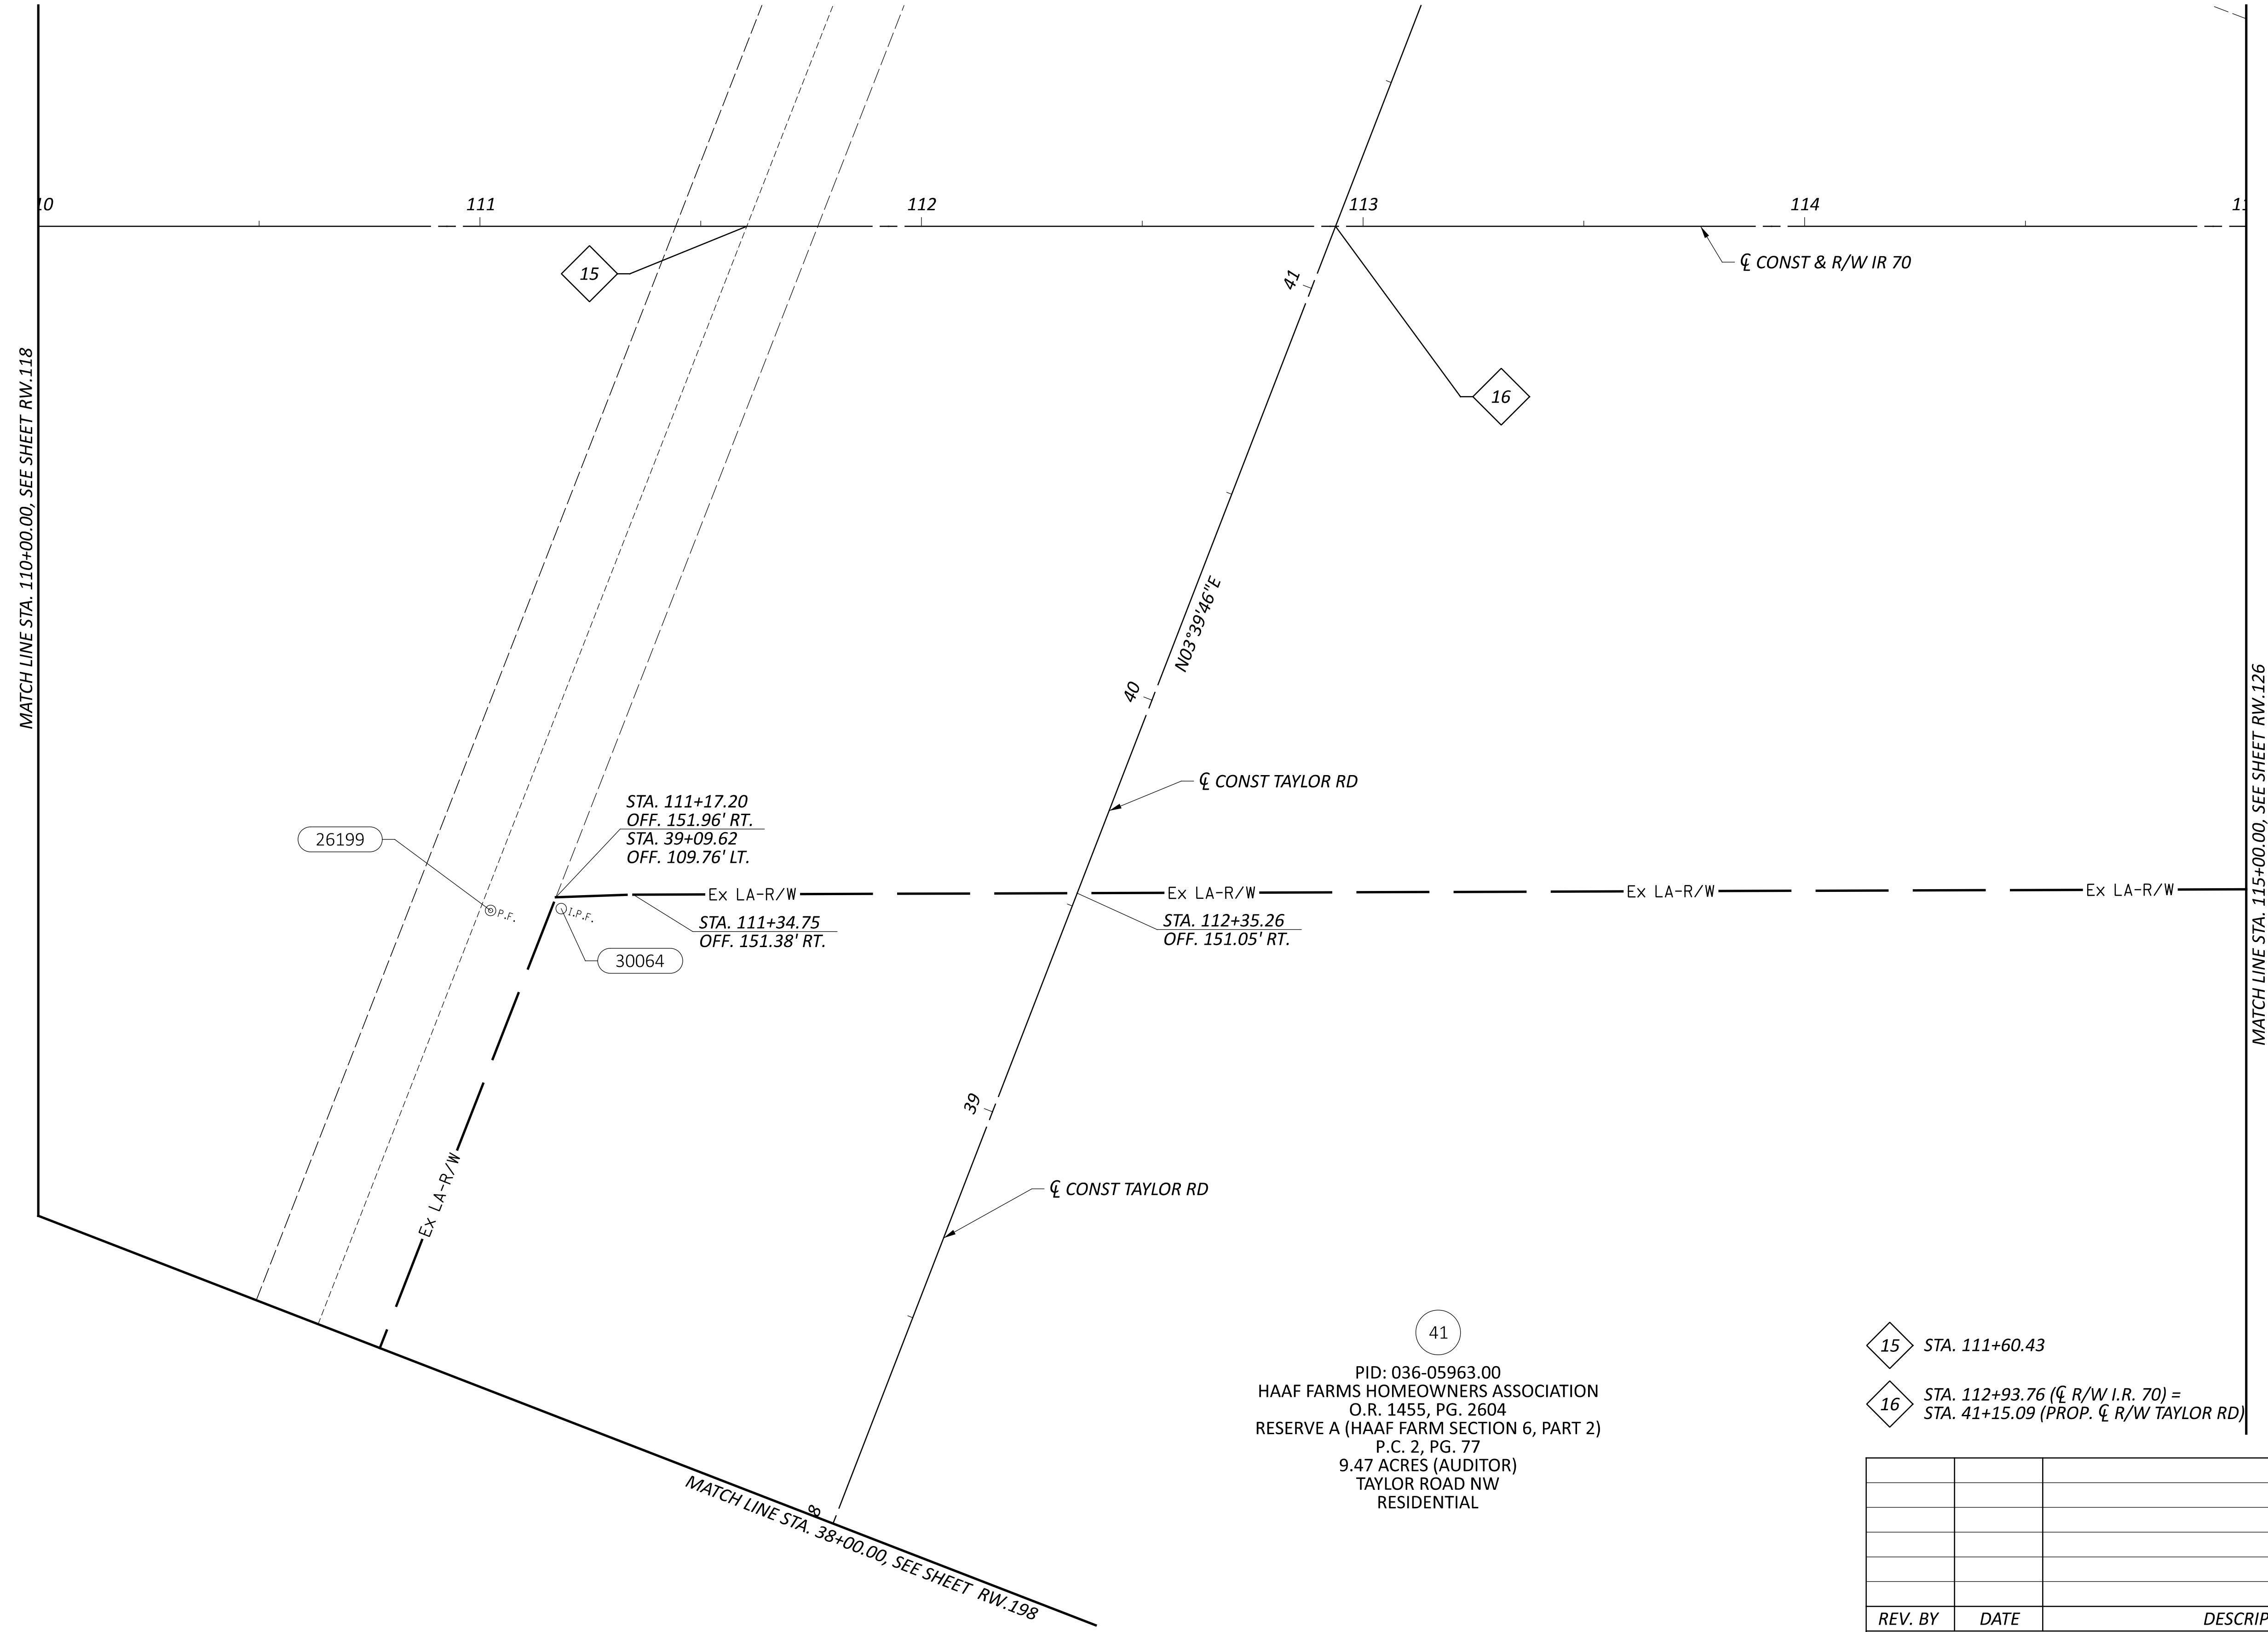 10
111
112
113
114
15
℄ CONST & R/W IR 70
41
16
MATCH LINE STA. 110+00.00, SEE SHEET RW.118
N03°39'46"E
40
MATCH LINE STA. 115+00.00, SEE SHEET RW.126
℄ CONST TAYLOR RD
STA. 111+17.20
OFF. 151.96' RT.
STA. 39+09.62
OFF. 109.76' LT.
26199
Ex LA-R/W
Ex LA-R/W
Ex LA-R/W
Ex LA-R/W
P.F.
I.P.F.
STA. 111+34.75
OFF. 151.38' RT.
STA. 112+35.26
OFF. 151.05' RT.
30064
39
Ex LA-R/W
℄ CONST TAYLOR RD
41
PID: 036-05963.00
HAAF FARMS HOMEOWNERS ASSOCIATION
O.R. 1455, PG. 2604
RESERVE A (HAAF FARM SECTION 6, PART 2)
P.C. 2, PG. 77
9.47 ACRES (AUDITOR)
TAYLOR ROAD NW
RESIDENTIAL
15 STA. 111+60.43
16 STA. 112+93.76 (℄ R/W I.R. 70) =
STA. 41+15.09 (PROP. ℄ R/W TAYLOR RD)
8
MATCH LINE STA. 38+00.00, SEE SHEET RW.198
REV. BY DATE DESCRIP